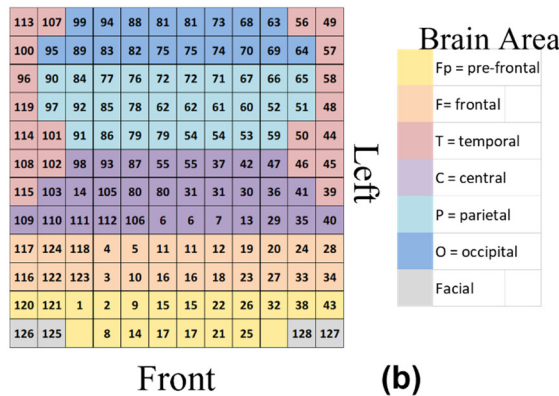 113 107 99 94 88 81 81 73 68 63 56 49
100 95 89 83 82 75 75 74 70 69 64 57
96 90 84 77 76 72 72 71 66 67 65 58
119 97 92 85 78 62 62 61 60 52 51 48
114 101 91 86 79 79 54 54 53 59 50 44
108 102 98 93 87 55 55 37 42 47 46 45
115 103 14 105 80 80 31 31 30 36 41 39
109 110 111 112 106 6 6 7 13 29 35 40
117 124 118 4 5 11 11 12 19 20 24 28
116 122 123 3 10 16 16 18 23 27 33 34
120 121 1 2 9 15 15 22 26 32 38 43
126 125 8 14 17 17 21 25 128 127
Front
Left
Brain Area
Fp = pre-frontal
F= frontal
T = temporal
C = central
P = parietal
O = occipital
Facial
(b)